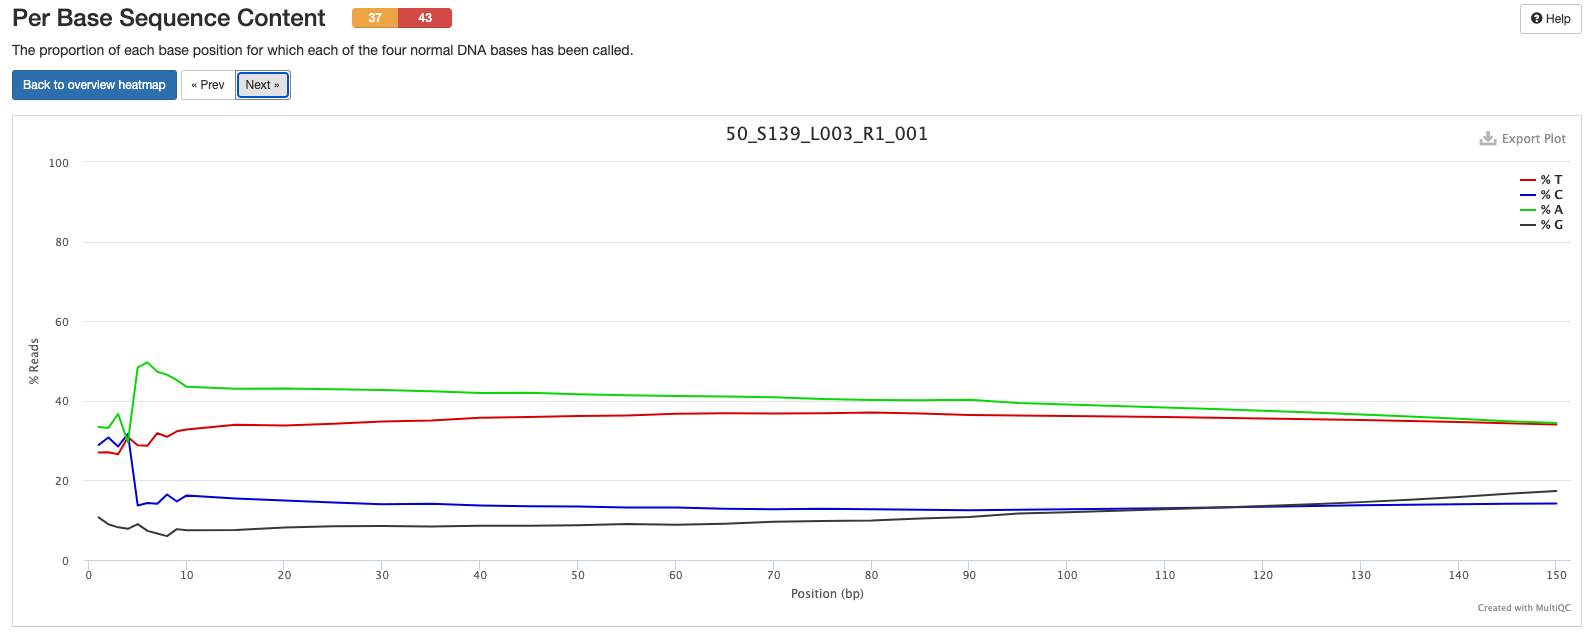 Per Base Sequence Content 37 43
Help
The proportion of each base position for which each of the four normal DNA bases has been called.
Back to overview heatmap « Prev Next »
50_S139_L003_R1_001
Export Plot
% T
% C
% A
% G
% Reads
100
80
60
40
20
0
0 10 20 30 40 50 60 70 80 90 100 110 120 130 140 150
Position (bp)
Created with MultiQC